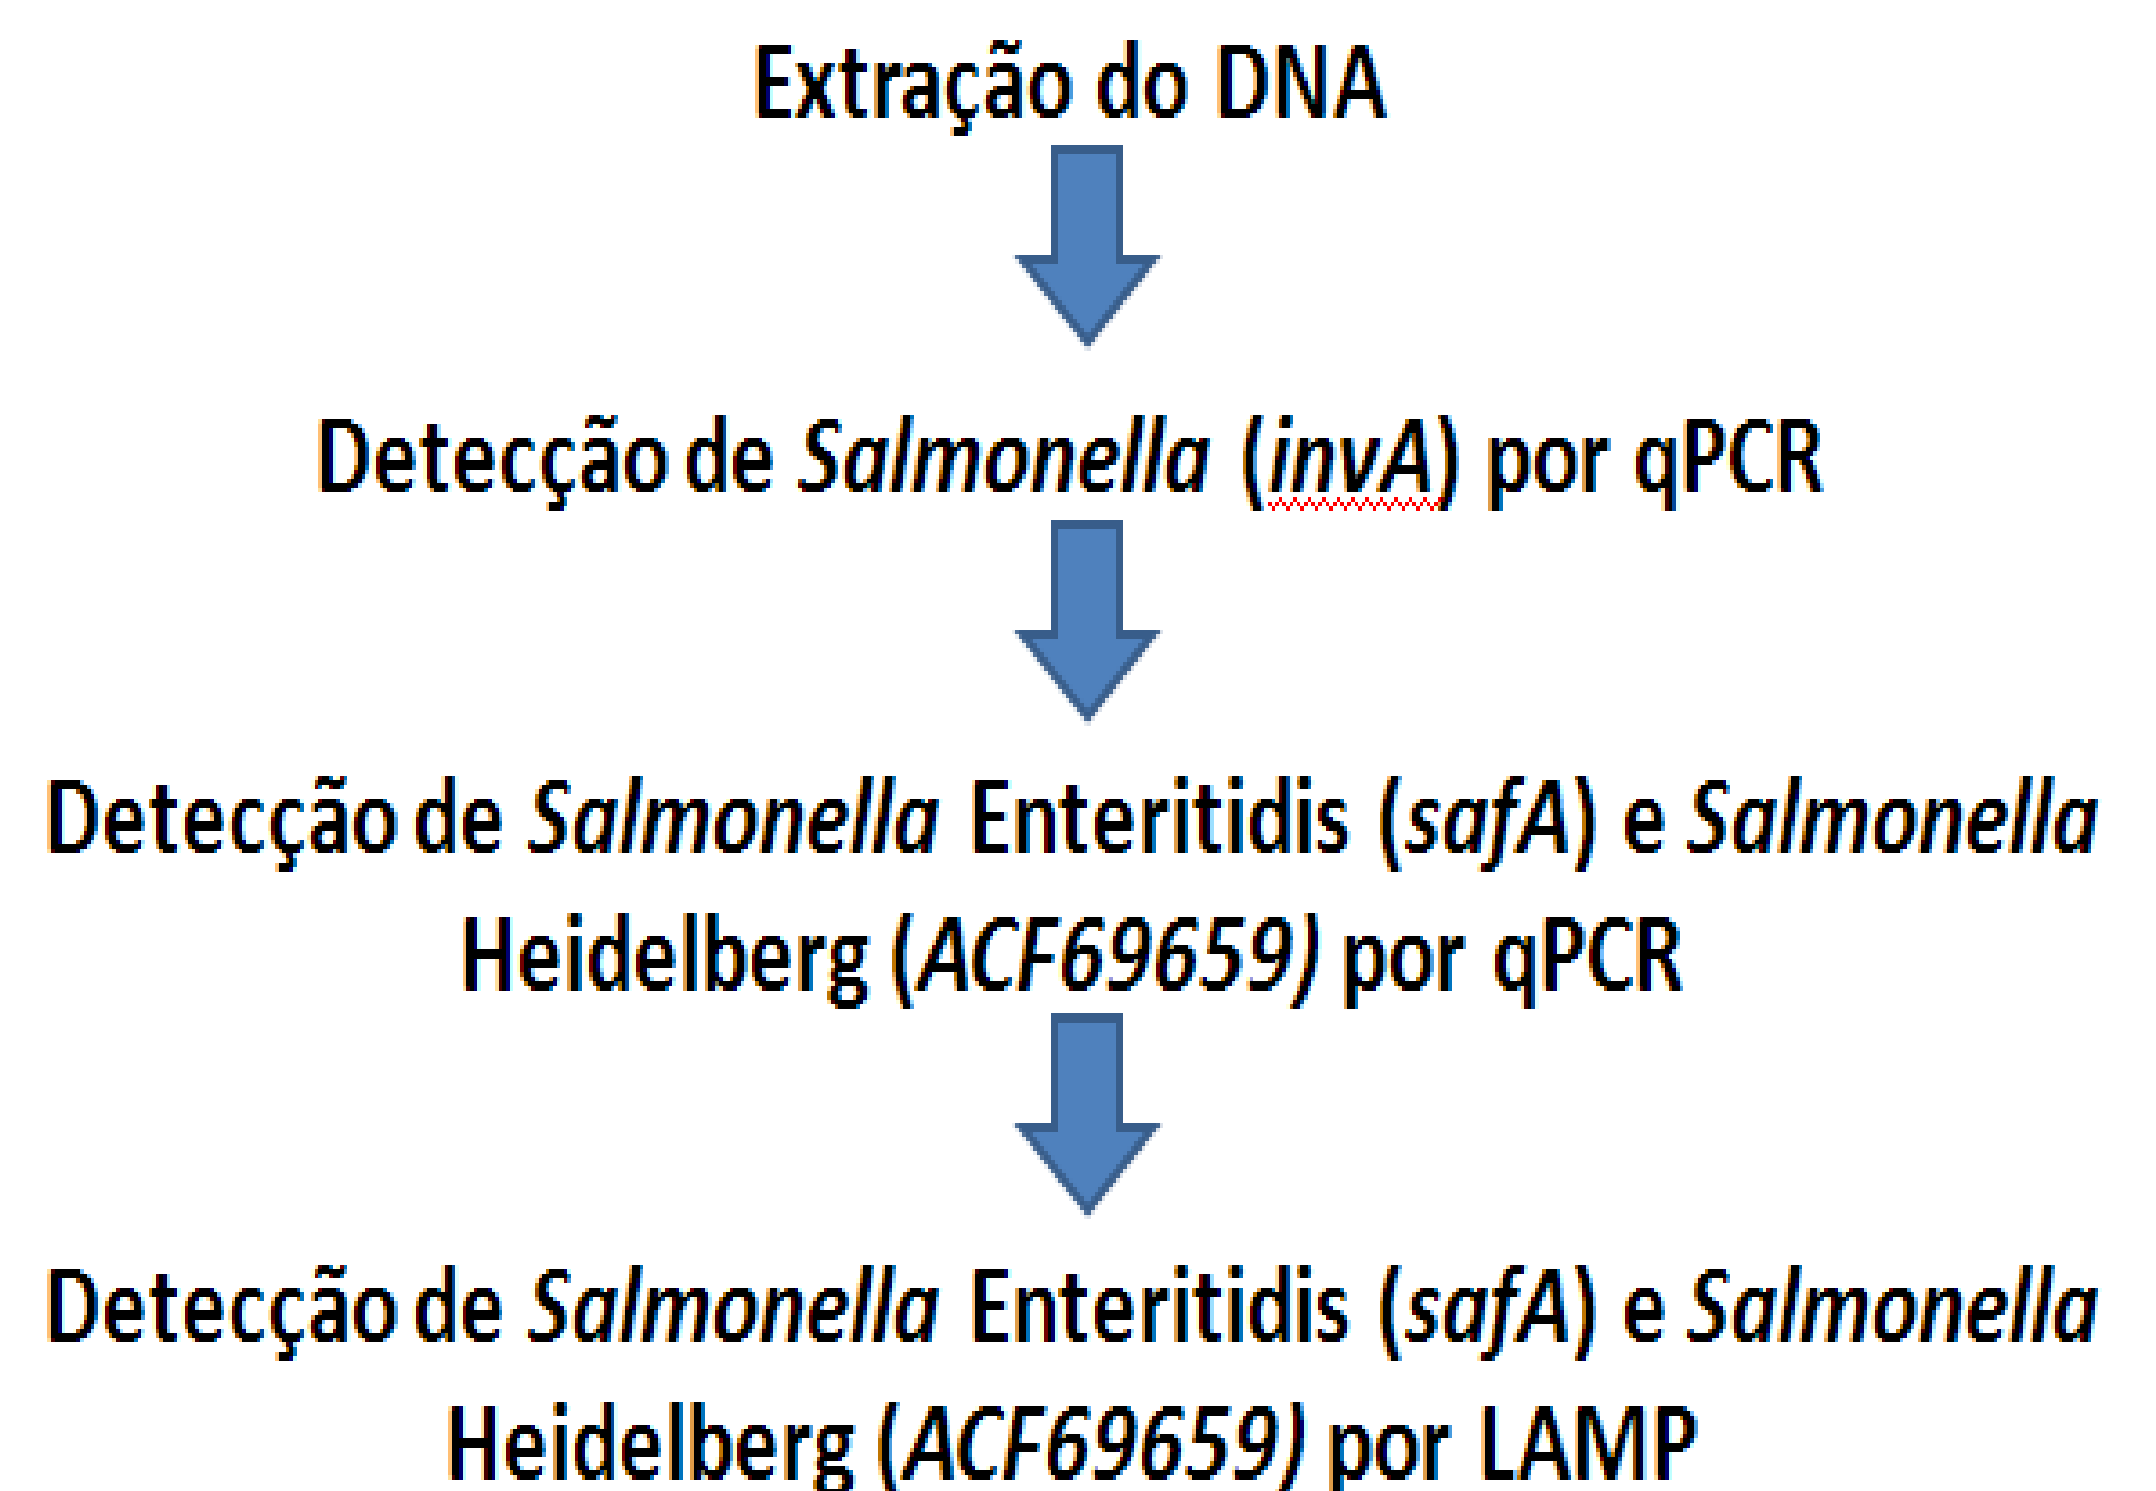 Extração do DNA
Detecção de Salmonella (invA) por qPCR
Detecção de Salmonella Enteritidis (safA) e Salmonella
Heidelberg (ACF69659) por qPCR
Detecção de Salmonella Enteritidis (safA) e Salmonella
Heidelberg (ACF69659) por LAMP